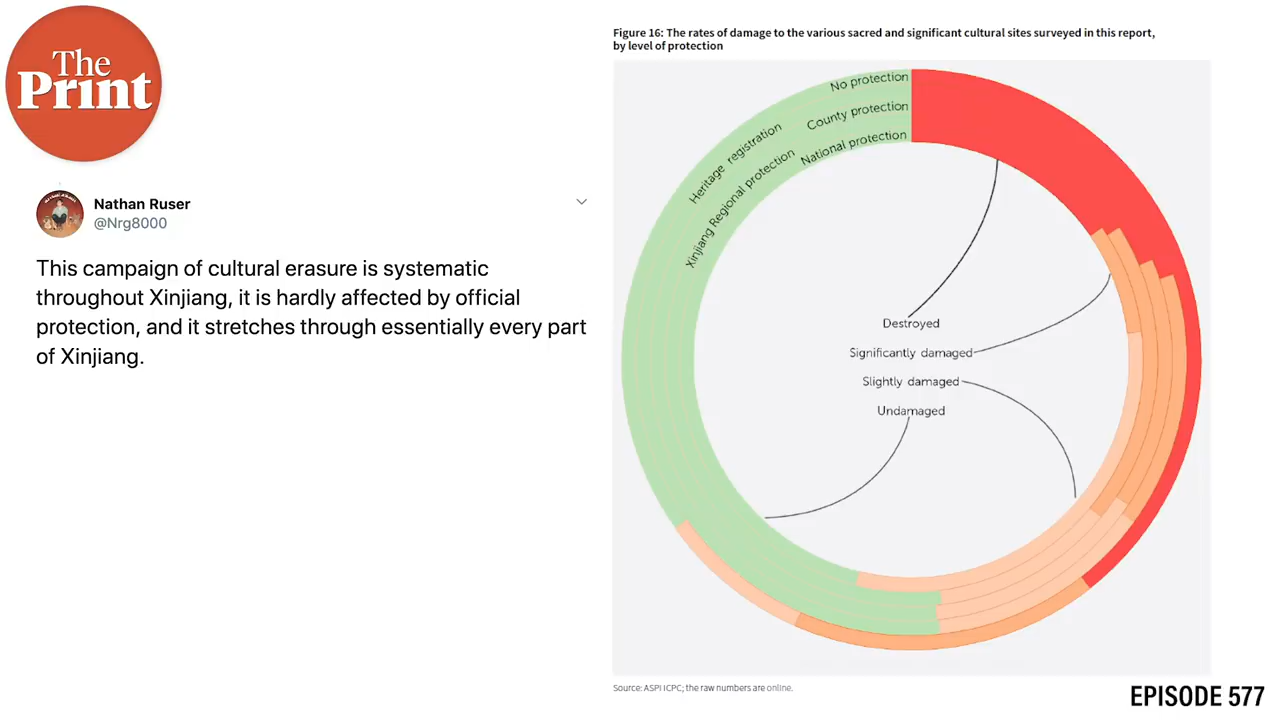 The
Print
Nathan Ruser
@Nrg8000
This campaign of cultural erasure is systematic
throughout Xinjiang, it is hardly affected by official
protection, and it stretches through essentially every part
of Xinjiang.
Figure 16: The rates of damage to the various sacred and significant cultural sites surveyed in this report,
by level of protection
No protection
Heritage registration
County protection
Xinjiang Regional protection
National protection
Destroyed
Significantly damaged
Slightly damaged
Undamaged
Source: ASPI ICPC; the raw numbers are online.
EPISODE 577